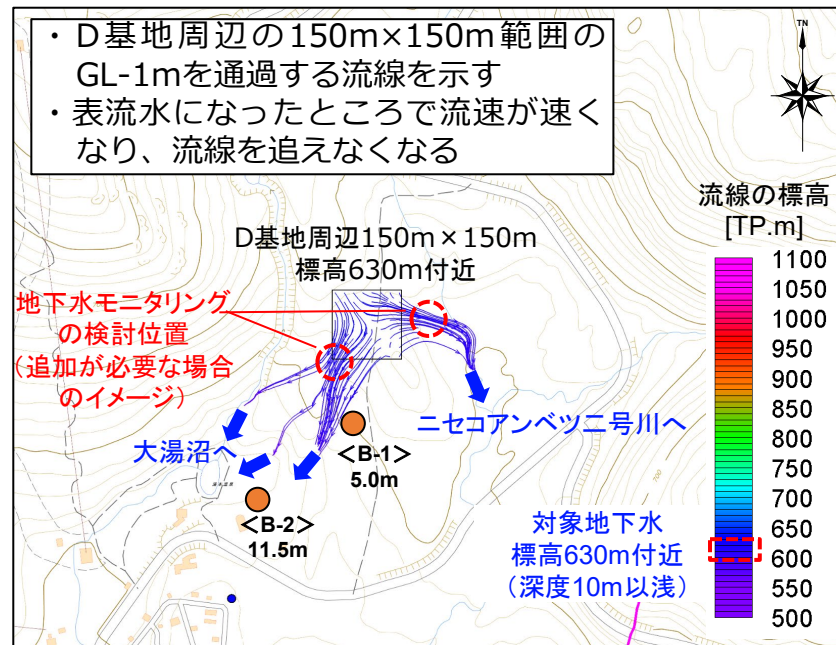 ・D基地周辺の150m×150m範囲の
GL-1mを通過する流線を示す
・表流水になったところで流速が速く
なり、流線を追えなくなる
TN
流線の標高
[TP.m]
D基地周辺150m×150m
標高630m付近
地下水モニタリング
の検討位置
(追加が必要な場合
のイメージ)
大湯沼へ
ニセコアンベツ二号川へ
<B-1>
5.0m
<B-2>
11.5m
対象地下水
標高630m付近
(深度10m以浅)
1100
1050
1000
950
900
850
800
750
700
650
600
550
500